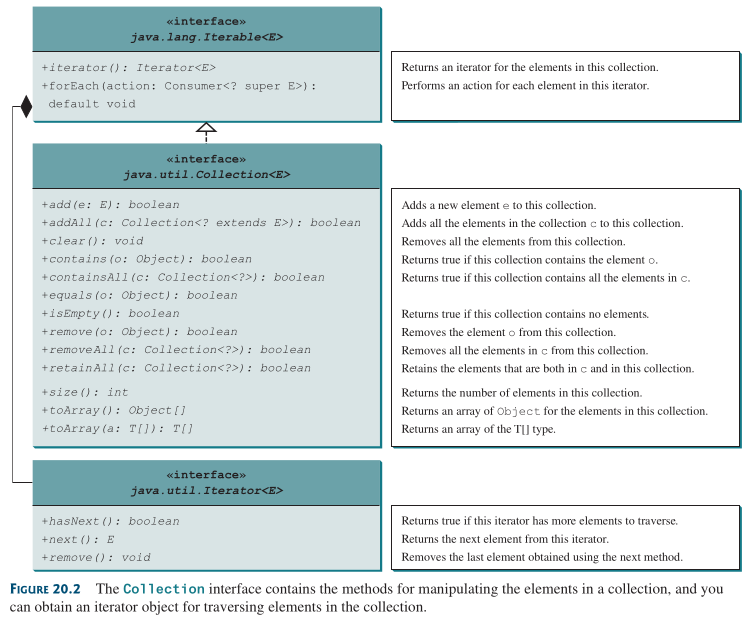 «interface»
java.lang.Iterable<E>
+iterator(): Iterator<E>
+forEach(action: Consumer<? super E>):
default void
Returns an iterator for the elements in this collection.
Performs an action for each element in this iterator.
«interface»
java.util.Collection<E>
+add(e: E): boolean
+addAll(c: Collection<? extends E>): boolean
+clear(): void
+contains(o: Object): boolean
+containsAll(c: Collection<?>): boolean
+equals(o: Object): boolean
+isEmpty(): boolean
+remove(o: Object): boolean
+removeAll(c: Collection<?>): boolean
+retainAll(c: Collection<?>): boolean
+size(): int
+toArray(): Object[]
+toArray(a: T[]): T[]
Adds a new element e to this collection.
Adds all the elements in the collection c to this collection.
Removes all the elements from this collection.
Returns true if this collection contains the element o.
Returns true if this collection contains all the elements in c.
Returns true if this collection contains no elements.
Removes the element o from this collection.
Removes all the elements in c from this collection.
Retains the elements that are both in c and in this collection.
Returns the number of elements in this collection.
Returns an array of Object for the elements in this collection.
Returns an array of the T[] type.
«interface»
java.util.Iterator<E>
+hasNext(): boolean
+next(): E
+remove(): void
Returns true if this iterator has more elements to traverse.
Returns the next element from this iterator.
Removes the last element obtained using the next method.
FIGURE 20.2 The Collection interface contains the methods for manipulating the elements in a collection, and you
can obtain an iterator object for traversing elements in the collection.